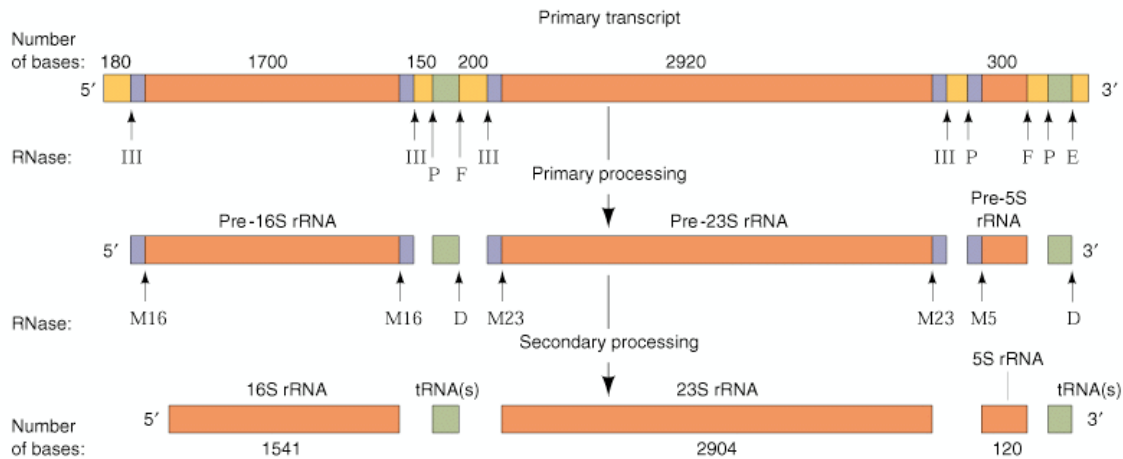 Primary transcript
Number
of bases:
180 1700 150 200 2920 300
5′ 3′
RNase: III III P F III III P F P E
Primary processing
Pre-16S rRNA Pre-23S rRNA Pre-5S
rRNA
5′ 3′
RNase: M16 M16 D M23 M23 M5 D
Secondary processing
5S rRNA
16S rRNA tRNA(s) 23S rRNA tRNA(s)
5′ 3′
Number
of bases:
1541 2904 120